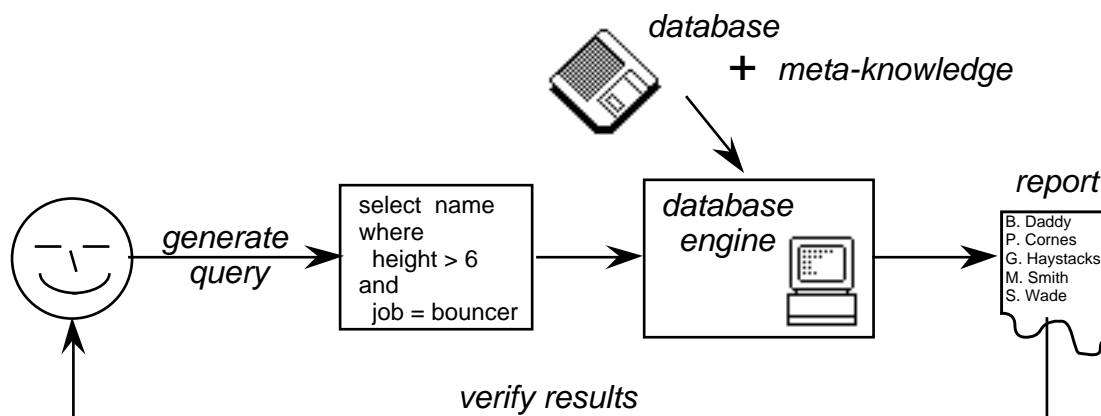 database
+ meta-knowledge
generate
query
select name
where
height > 6
and
job = bouncer
database
engine
report
B. Daddy
P. Cornes
G. Haystacks
M. Smith
S. Wade
verify results